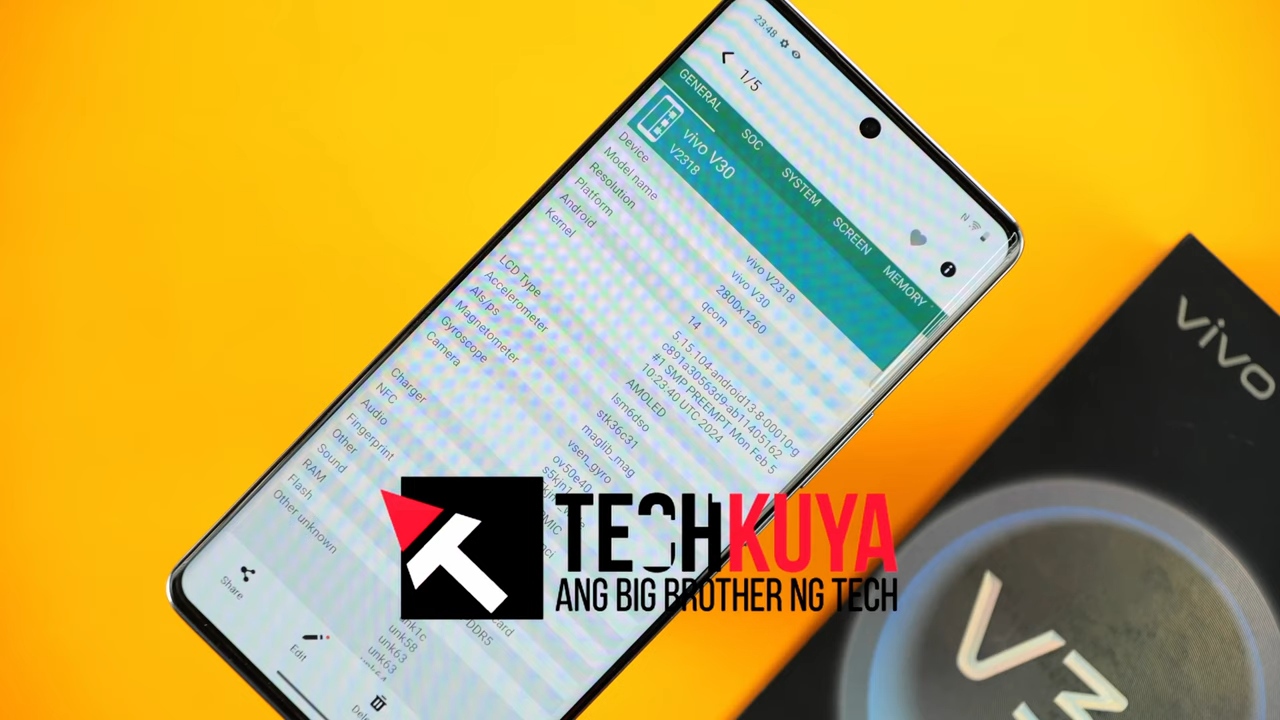 23:48
1/5
GENERAL SOC SYSTEM SCREEN MEMORY
vivo V30
V2318
Device vivo V2318
Model name vivo V30
Resolution 2800x1260
Platform qcom
Android 14
Kernel 5.15.104-android13-8-00010-g
c891a30563d9-ab11405162
#1 SMP PREEMPT Mon Feb 5
10:23:40 UTC 2024
LCD Type AMOLED
Accelerometer lsm6dso
Als/ps stk36c31
Magnetometer maglib_mag
Gyroscope vsen_gyro
Camera ov50e40
Charger
NFC
Audio
Fingerprint
Other
Sound
RAM DDR5
Flash
Other unknown
unk58
unk63
unk63
Share
Edit
TECHKUYA
ANG BIG BROTHER NG TECH
vivo